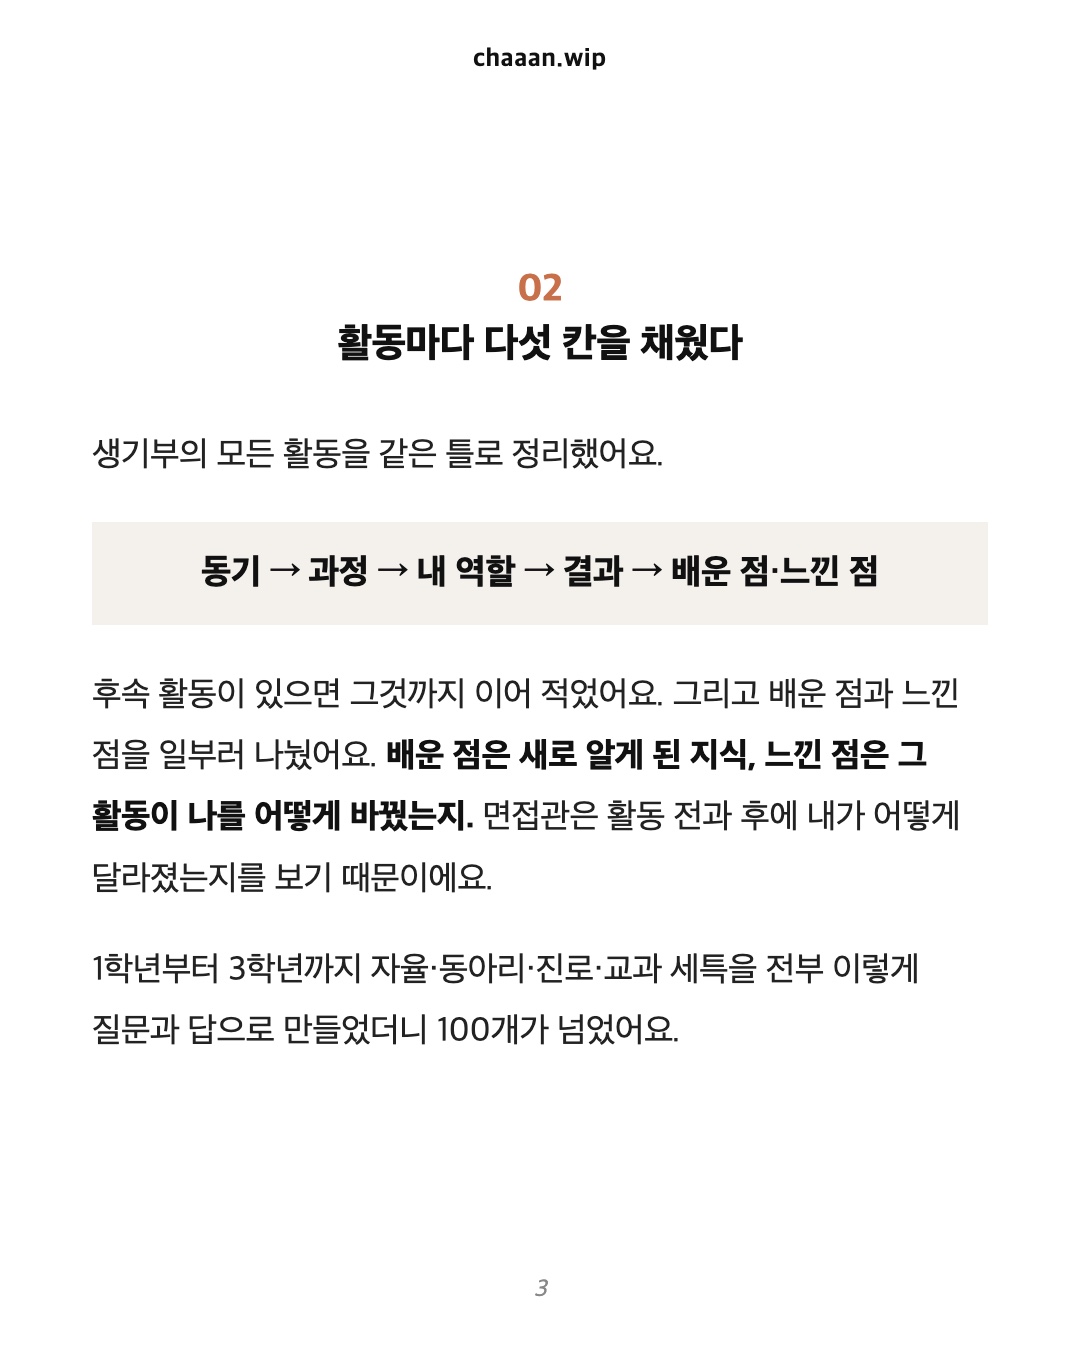 chaaan.wip
02
활동마다 다섯 칸을 채웠다
생기부의 모든 활동을 같은 틀로 정리했어요.
동기 → 과정 → 내 역할 → 결과 → 배운 점·느낀 점
후속 활동이 있으면 그것까지 이어 적었어요. 그리고 배운 점과 느낀
점을 일부러 나눴어요. 배운 점은 새로 알게 된 지식, 느낀 점은 그
활동이 나를 어떻게 바꿨는지. 면접관은 활동 전과 후에 내가 어떻게
달라졌는지를 보기 때문이에요.
1학년부터 3학년까지 자율·동아리·진로·교과 세특을 전부 이렇게
질문과 답으로 만들었더니 100개가 넘었어요.
3